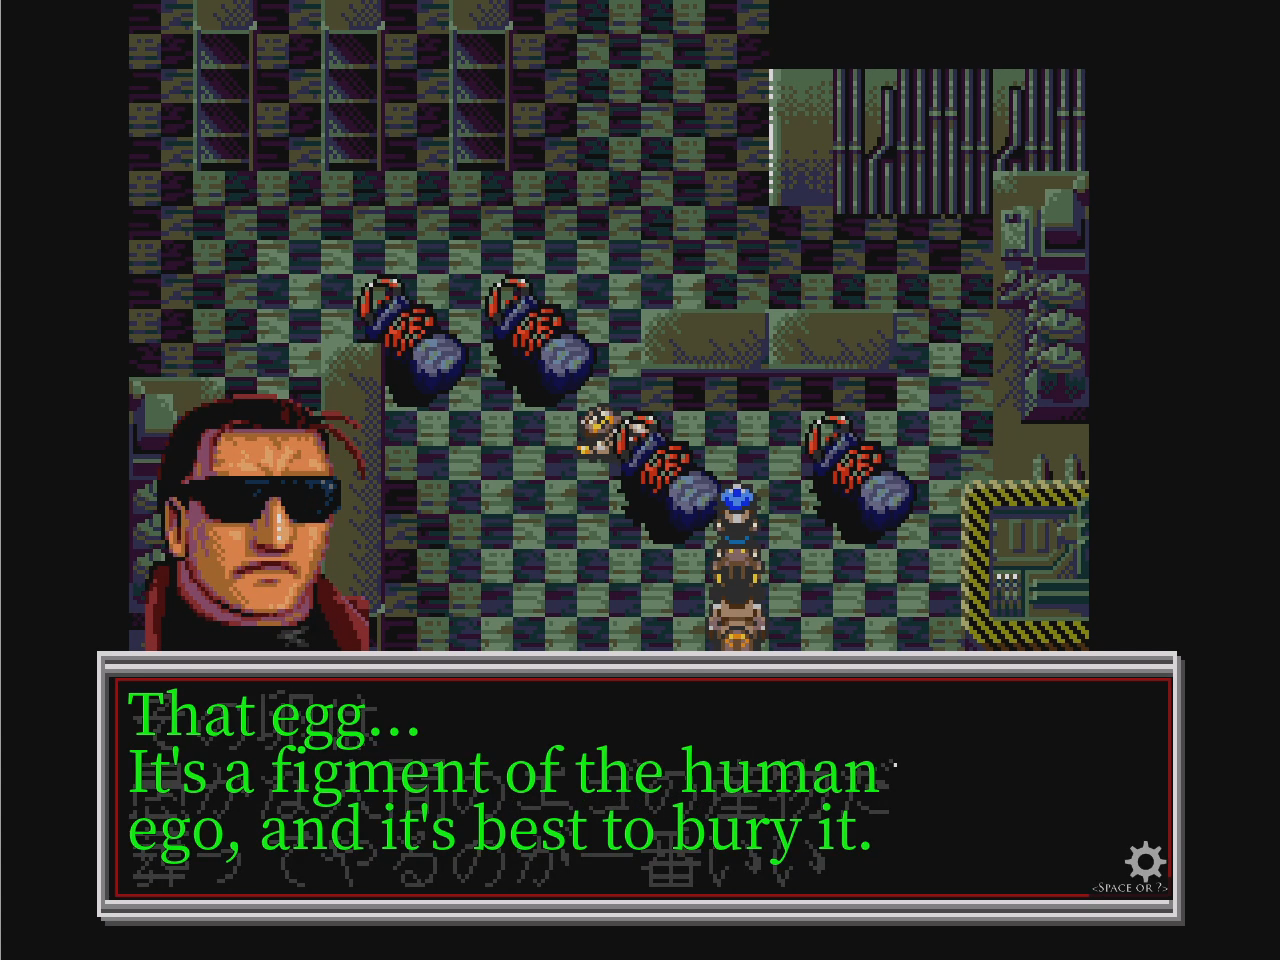 That egg...
It's a figment of the human
ego, and it's best to bury it.
<SPACE OR ?>